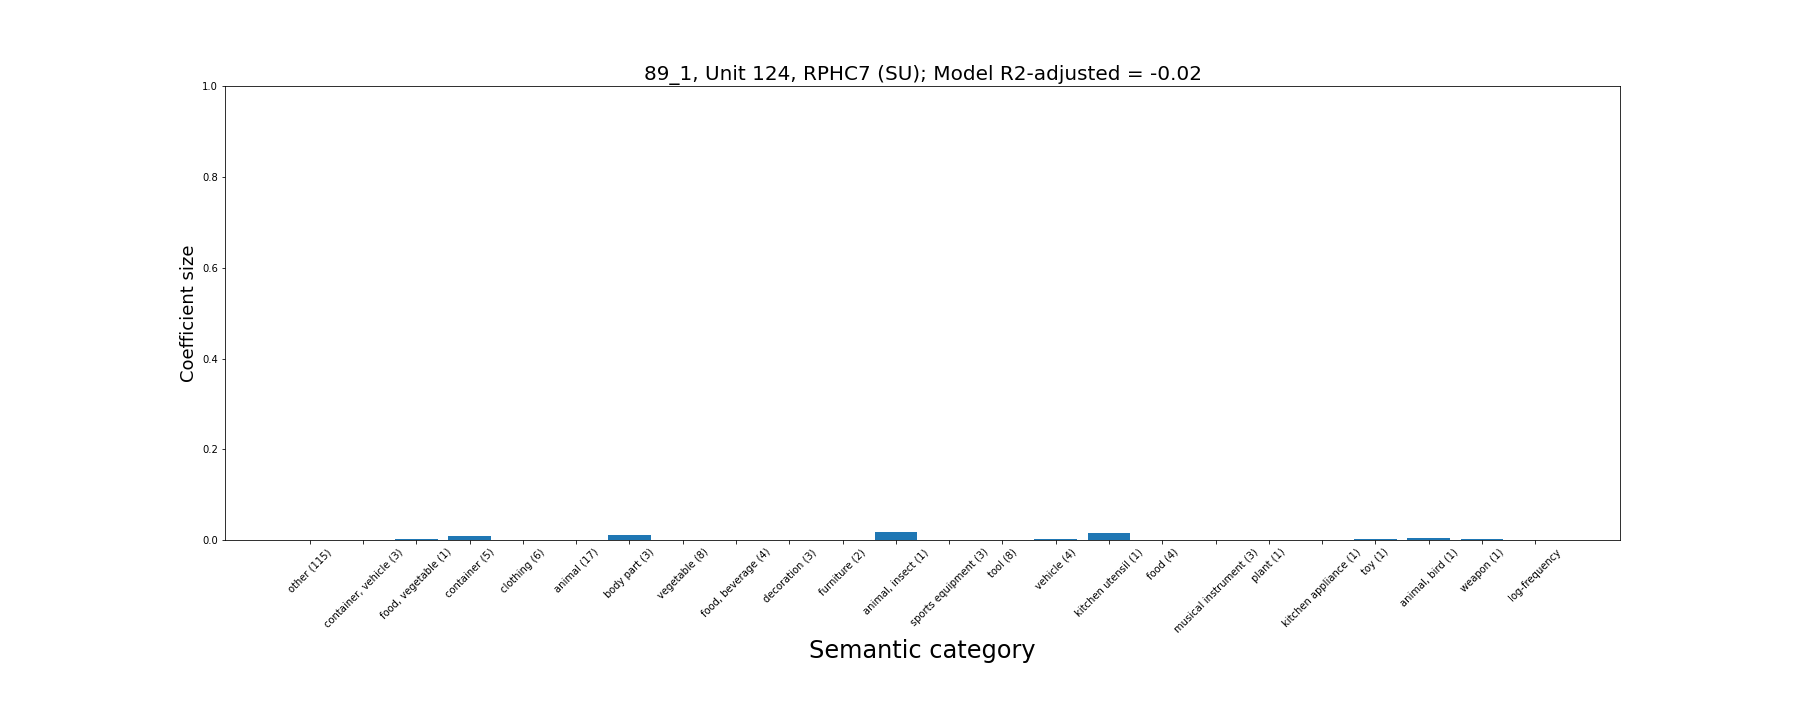 89_1, Unit 124, RPHC7 (SU); Model R2-adjusted = -0.02
1.0
0.8
0.6
0.4
0.2
0.0
Coefficient size
other (115)
container, vehicle (3)
food, vegetable (1)
container (5)
clothing (6)
animal (17)
body part (3)
vegetable (8)
food, beverage (4)
decoration (3)
furniture (2)
animal, insect (1)
sports equipment (3)
tool (8)
vehicle (4)
kitchen utensil (1)
food (4)
musical instrument (3)
plant (1)
kitchen appliance (1)
toy (1)
animal, bird (1)
weapon (1)
log-frequency
Semantic category